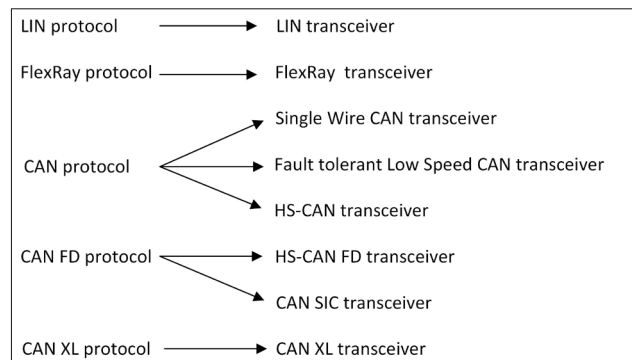 LIN protocol LIN transceiver
FlexRay protocol FlexRay transceiver
Single Wire CAN transceiver
CAN protocol Fault tolerant Low Speed CAN transceiver
HS-CAN transceiver
CAN FD protocol HS-CAN FD transceiver
CAN SIC transceiver
CAN XL protocol CAN XL transceiver